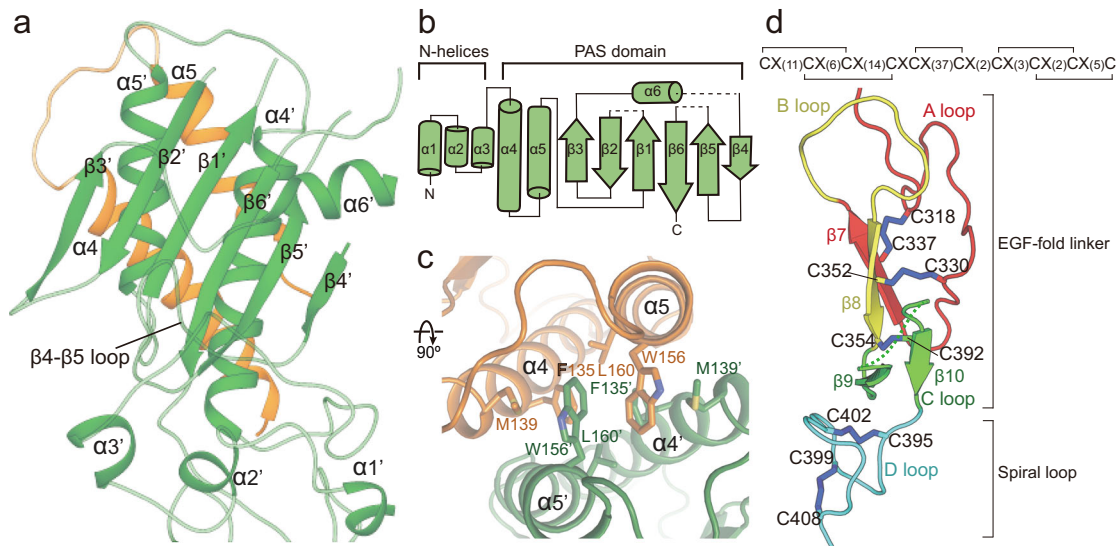 a
α5'
α5
α4'
β3'
β2'
β1'
α6'
β6'
α4
β5'
β4'
β4-β5 loop
α3'
α2'
α1'
b
N-helices
PAS domain
α6
α1
α2
α3
α4
α5
β3
β2
β1
β6
β5
β4
N
C
c
90º
α5
W156
α4
F135
L160
M139'
F135'
M139
L160'
W156'
α4'
α5'
d
CX(11)CX(6)CX(14)CXCX(37)CX(2)CX(3)CX(2)CX(5)C
B loop
A loop
C318
β7
C337
C352
C330
EGF-fold linker
β8
C354
C392
β9
β10
C loop
C402
C395
C399
D loop
Spiral loop
C408